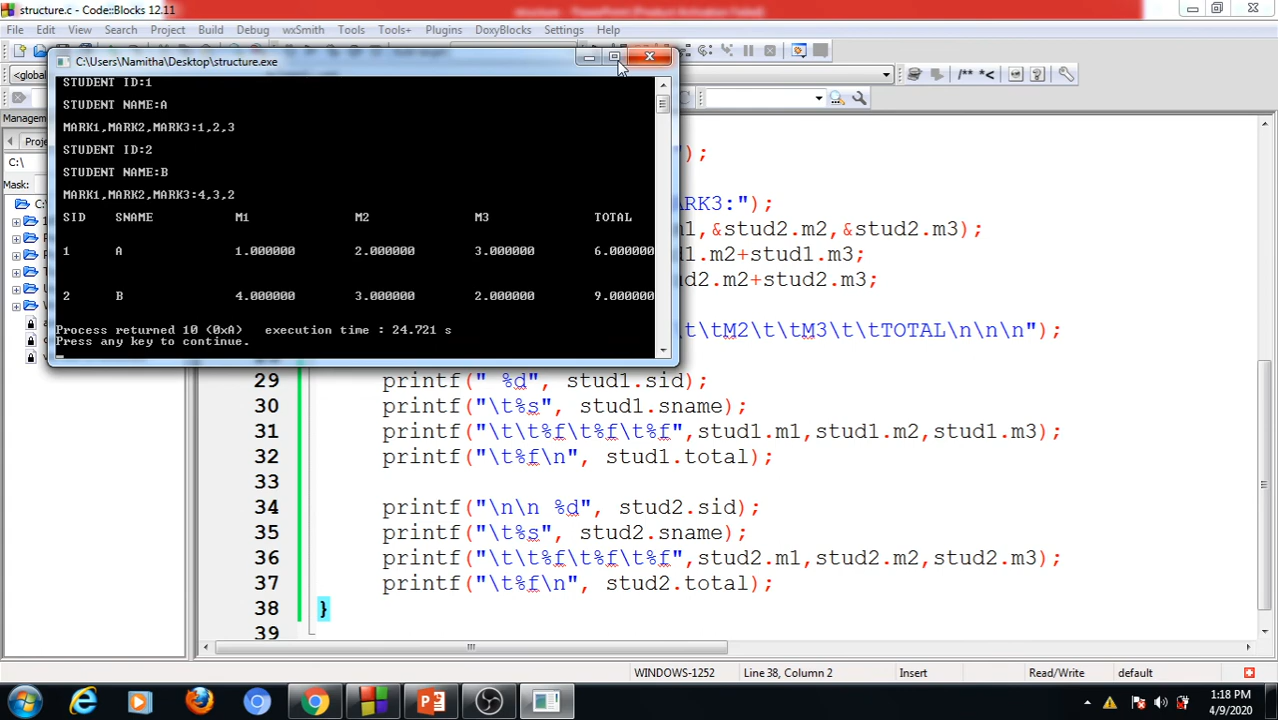 structure.c - Code::Blocks 12.11
File Edit View Search Project Build Debug wxSmith Tools Tools+ Plugins DoxyBlocks Settings Help
C:\Users\Namitha\Desktop\structure.exe
<global
/** *<
Management
Proje
C:\
Mask:
STUDENT ID:1
STUDENT NAME:A
MARK1,MARK2,MARK3:1,2,3
STUDENT ID:2
STUDENT NAME:B
MARK1,MARK2,MARK3:4,3,2
SID SNAME M1 M2 M3 TOTAL
1 A 1.000000 2.000000 3.000000 6.000000
2 B 4.000000 3.000000 2.000000 9.000000
Process returned 10 (0xA) execution time : 24.721 s
Press any key to continue.
");
ARK3:");
m1,&stud2.m2,&stud2.m3);
1.m2+stud1.m3;
2.m2+stud2.m3;
\t\tM2\t\tM3\t\tTOTAL\n\n\n");
29 printf(" %d", stud1.sid);
30 printf("\t%s", stud1.sname);
31 printf("\t\t%f\t%f\t%f",stud1.m1,stud1.m2,stud1.m3);
32 printf("\t%f\n", stud1.total);
33
34 printf("\n\n %d", stud2.sid);
35 printf("\t%s", stud2.sname);
36 printf("\t\t%f\t%f\t%f",stud2.m1,stud2.m2,stud2.m3);
37 printf("\t%f\n", stud2.total);
38 }
39
WINDOWS-1252 Line 38, Column 2 Insert Read/Write default
1:18 PM
4/9/2020